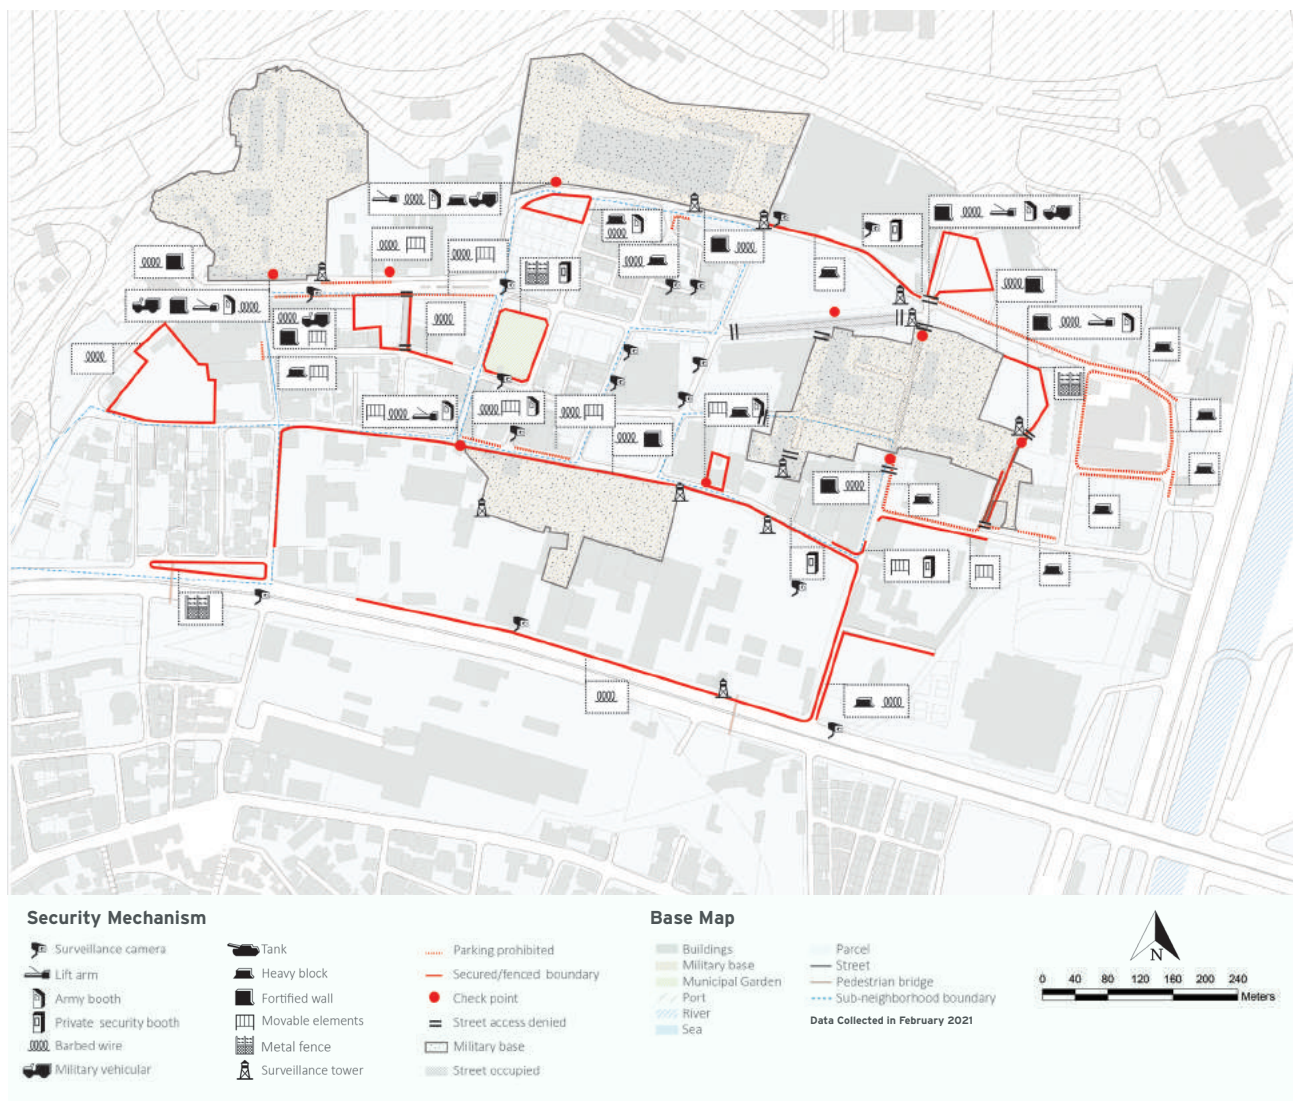 Security Mechanism
Surveillance camera
Lift arm
Army booth
Private security booth
Barbed wire
Military vehicular
Tank
Heavy block
Fortified wall
Movable elements
Metal fence
Surveillance tower
Parking prohibited
Secured/fenced boundary
Check point
Street access denied
Military base
Street occupied
Base Map
Buildings
Military base
Municipal Garden
Port
River
Sea
Parcel
Street
Pedestrian bridge
Sub-neighborhood boundary
Data Collected in February 2021
N
0 40 80 120 160 200 240
Meters